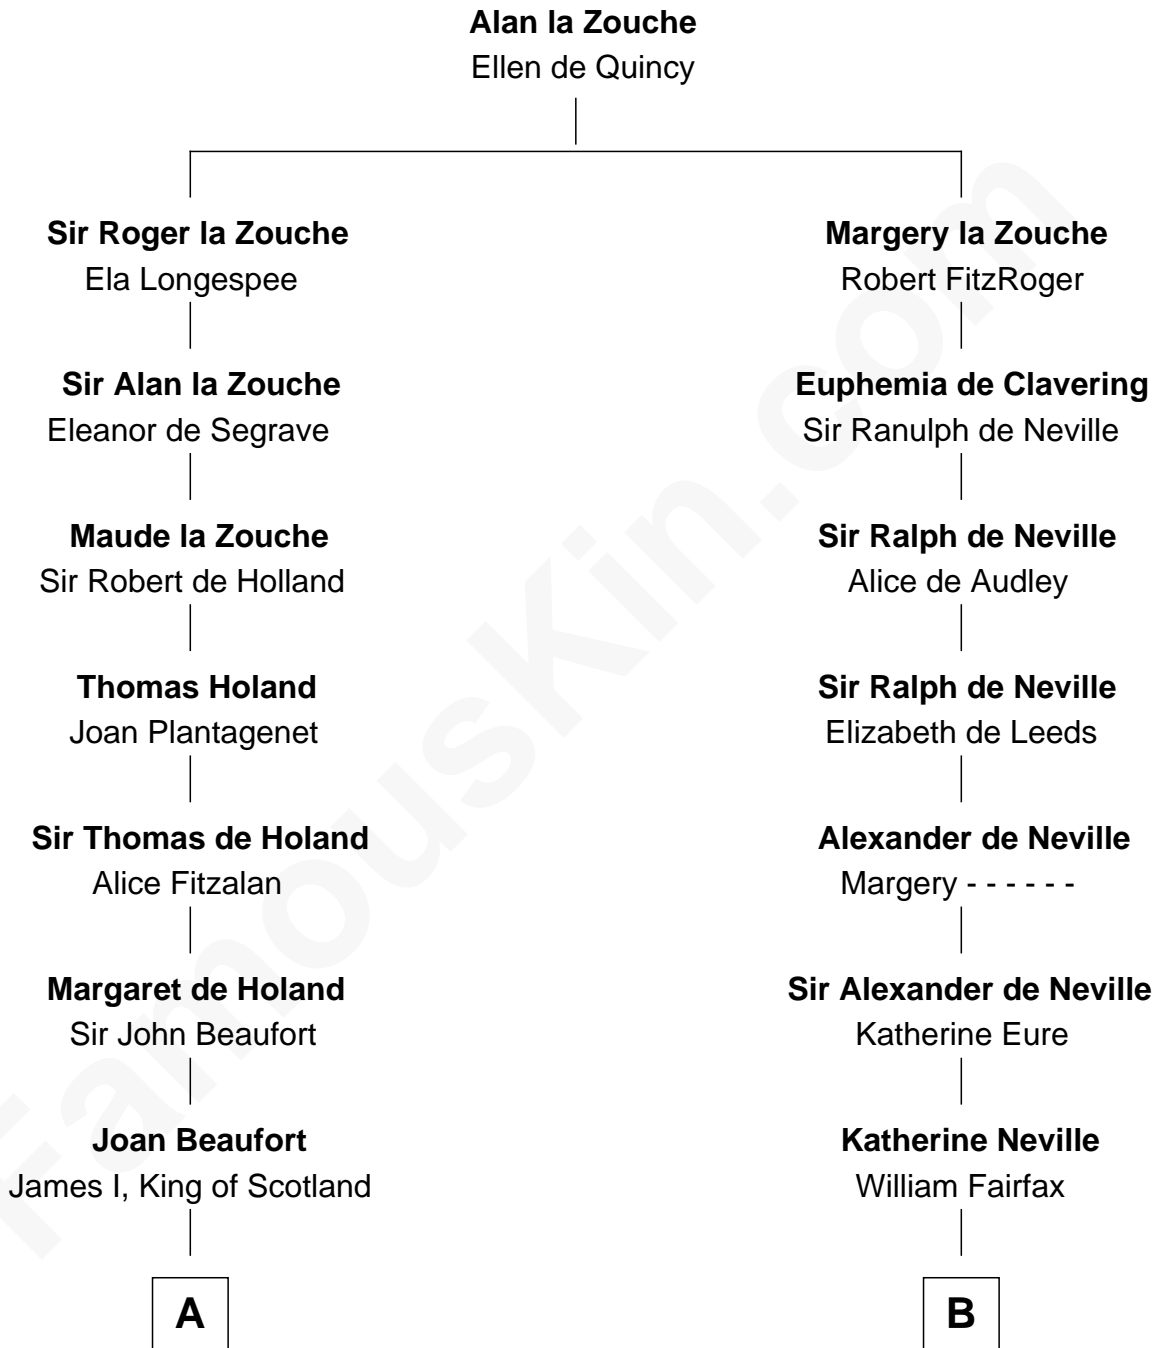 Alan la Zouche
Ellen de Quincy
Sir Roger la Zouche
Ela Longespee
Margery la Zouche
Robert FitzRoger
Sir Alan la Zouche
Eleanor de Segrave
Euphemia de Clavering
Sir Ranulph de Neville
Maude la Zouche
Sir Robert de Holland
Sir Ralph de Neville
Alice de Audley
Thomas Holand
Joan Plantagenet
Sir Ralph de Neville
Elizabeth de Leeds
Sir Thomas de Holand
Alice Fitzalan
Alexander de Neville
Margery - - - - - -
Margaret de Holand
Sir John Beaufort
Sir Alexander de Neville
Katherine Eure
Joan Beaufort
James I, King of Scotland
Katherine Neville
William Fairfax
A
B
FamousKin.com